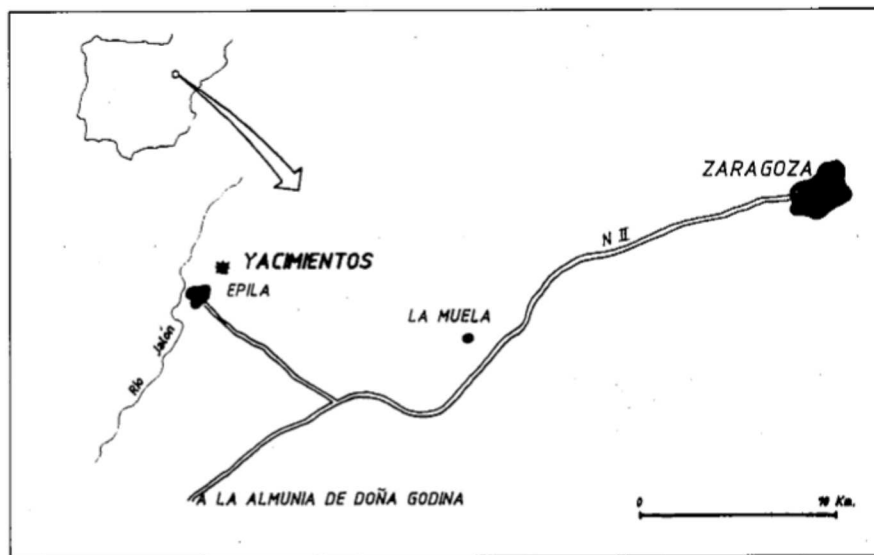 ZARAGOZA
N II
YACIMIENTOS
EPILA
LA MUELA
Río Jalón
A LA ALMUNIA DE DOÑA GODINA
0 10 Km.